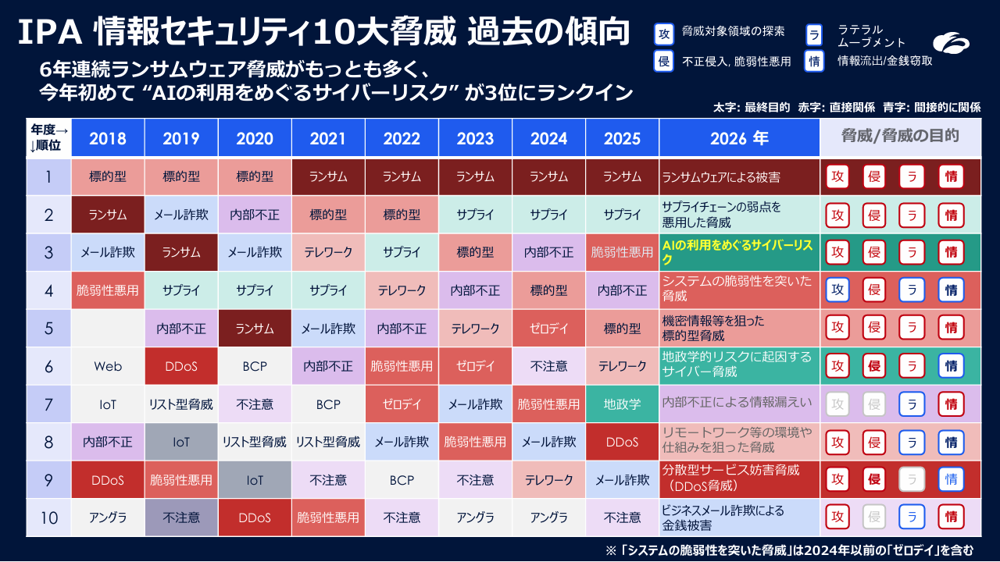 IPA 情報セキュリティ10大脅威 過去の傾向
6年連続ランサムウェア脅威がもっとも多く、
今年初めて “AIの利用をめぐるサイバーリスク” が3位にランクイン
攻 脅威対象領域の探索
ラ ラテラル
ムーブメント
侵 不正侵入, 脆弱性悪用
情 情報流出/金銭窃取
太字: 最終目的 赤字: 直接関係 青字: 間接的に関係
年度→
↓順位
2018 2019 2020 2021 2022 2023 2024 2025 2026 年 脅威/脅威の目的
1 標的型 標的型 標的型 ランサム ランサム ランサム ランサム ランサム ランサムウェアによる被害 攻 侵 ラ 情
2 ランサム メール詐欺 内部不正 標的型 標的型 サプライ サプライ サプライ サプライチェーンの弱点を
悪用した脅威 攻 侵 ラ 情
3 メール詐欺 ランサム メール詐欺 テレワーク サプライ 標的型 内部不正 脆弱性悪用 AIの利用をめぐるサイバーリス
ク 攻 侵 ラ 情
4 脆弱性悪用 サプライ サプライ サプライ テレワーク 内部不正 標的型 内部不正 システムの脆弱性を突いた
脅威 攻 侵 ラ 情
5 内部不正 ランサム メール詐欺 内部不正 テレワーク ゼロデイ 標的型 機密情報等を狙った
標的型脅威 攻 侵 ラ 情
6 Web DDoS BCP 内部不正 脆弱性悪用 ゼロデイ 不注意 テレワーク 地政学的リスクに起因する
サイバー脅威 攻 侵 ラ 情
7 IoT リスト型脅威 不注意 BCP ゼロデイ メール詐欺 脆弱性悪用 地政学 内部不正による情報漏えい 攻 侵 ラ 情
8 内部不正 IoT リスト型脅威 リスト型脅威 メール詐欺 脆弱性悪用 メール詐欺 DDoS リモートワーク等の環境や
仕組みを狙った脅威 攻 侵 ラ 情
9 DDoS 脆弱性悪用 IoT 不注意 BCP 不注意 テレワーク メール詐欺 分散型サービス妨害脅威
（DDoS脅威） 攻 侵 ラ 情
10 アングラ 不注意 DDoS 脆弱性悪用 不注意 アングラ アングラ 不注意 ビジネスメール詐欺による
金銭被害 攻 侵 ラ 情
※ ｢システムの脆弱性を突いた脅威｣は2024年以前の｢ゼロデイ｣を含む